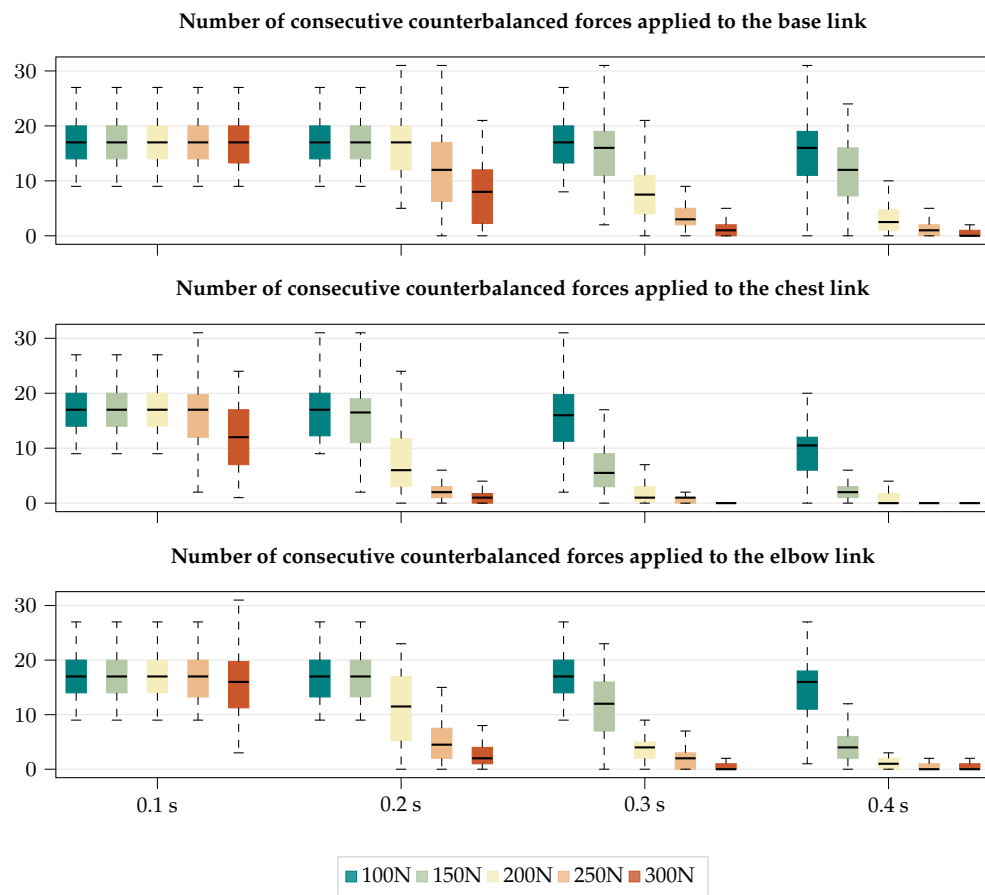 Number of consecutive counterbalanced forces applied to the base link
30
20
10
0
Number of consecutive counterbalanced forces applied to the chest link
30
20
10
0
Number of consecutive counterbalanced forces applied to the elbow link
30
20
10
0
0.1 s 0.2 s 0.3 s 0.4 s
100N 150N 200N 250N 300N